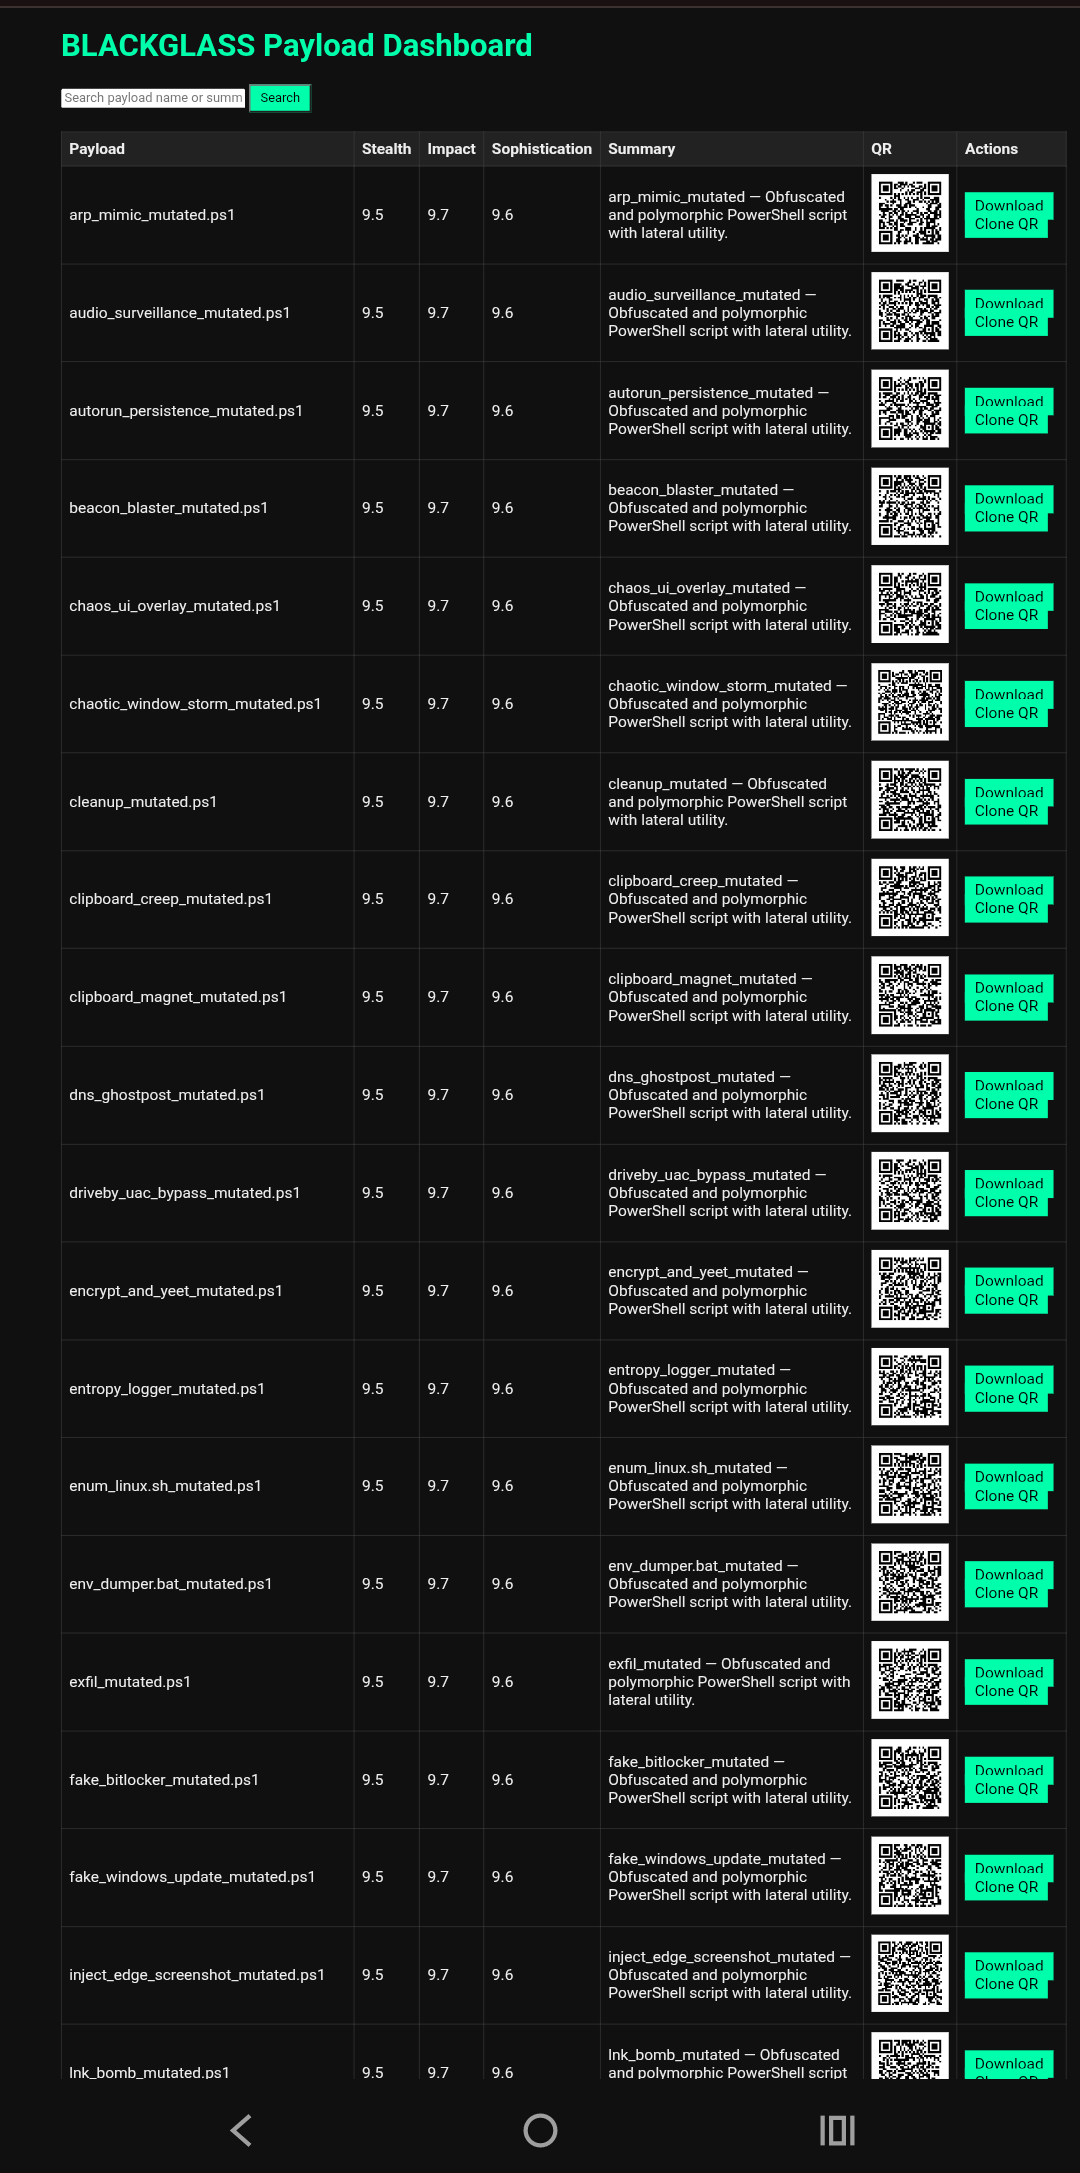 BLACKGLASS Payload Dashboard
Search payload name or summ
Search
Payload Stealth Impact Sophistication Summary QR Actions
arp_mimic_mutated.ps1 9.5 9.7 9.6
arp_mimic_mutated — Obfuscated
and polymorphic PowerShell script
with lateral utility.
Download
Clone QR
audio_surveillance_mutated.ps1 9.5 9.7 9.6
audio_surveillance_mutated —
Obfuscated and polymorphic
PowerShell script with lateral utility.
Download
Clone QR
autorun_persistence_mutated.ps1 9.5 9.7 9.6
autorun_persistence_mutated —
Obfuscated and polymorphic
PowerShell script with lateral utility.
Download
Clone QR
beacon_blaster_mutated.ps1 9.5 9.7 9.6
beacon_blaster_mutated —
Obfuscated and polymorphic
PowerShell script with lateral utility.
Download
Clone QR
chaos_ui_overlay_mutated.ps1 9.5 9.7 9.6
chaos_ui_overlay_mutated —
Obfuscated and polymorphic
PowerShell script with lateral utility.
Download
Clone QR
chaotic_window_storm_mutated.ps1 9.5 9.7 9.6
chaotic_window_storm_mutated —
Obfuscated and polymorphic
PowerShell script with lateral utility.
Download
Clone QR
cleanup_mutated.ps1 9.5 9.7 9.6
cleanup_mutated — Obfuscated
and polymorphic PowerShell script
with lateral utility.
Download
Clone QR
clipboard_creep_mutated.ps1 9.5 9.7 9.6
clipboard_creep_mutated —
Obfuscated and polymorphic
PowerShell script with lateral utility.
Download
Clone QR
clipboard_magnet_mutated.ps1 9.5 9.7 9.6
clipboard_magnet_mutated —
Obfuscated and polymorphic
PowerShell script with lateral utility.
Download
Clone QR
dns_ghostpost_mutated.ps1 9.5 9.7 9.6
dns_ghostpost_mutated —
Obfuscated and polymorphic
PowerShell script with lateral utility.
Download
Clone QR
driveby_uac_bypass_mutated.ps1 9.5 9.7 9.6
driveby_uac_bypass_mutated —
Obfuscated and polymorphic
PowerShell script with lateral utility.
Download
Clone QR
encrypt_and_yeet_mutated.ps1 9.5 9.7 9.6
encrypt_and_yeet_mutated —
Obfuscated and polymorphic
PowerShell script with lateral utility.
Download
Clone QR
entropy_logger_mutated.ps1 9.5 9.7 9.6
entropy_logger_mutated —
Obfuscated and polymorphic
PowerShell script with lateral utility.
Download
Clone QR
enum_linux.sh_mutated.ps1 9.5 9.7 9.6
enum_linux.sh_mutated —
Obfuscated and polymorphic
PowerShell script with lateral utility.
Download
Clone QR
env_dumper.bat_mutated.ps1 9.5 9.7 9.6
env_dumper.bat_mutated —
Obfuscated and polymorphic
PowerShell script with lateral utility.
Download
Clone QR
exfil_mutated.ps1 9.5 9.7 9.6
exfil_mutated — Obfuscated and
polymorphic PowerShell script with
lateral utility.
Download
Clone QR
fake_bitlocker_mutated.ps1 9.5 9.7 9.6
fake_bitlocker_mutated —
Obfuscated and polymorphic
PowerShell script with lateral utility.
Download
Clone QR
fake_windows_update_mutated.ps1 9.5 9.7 9.6
fake_windows_update_mutated —
Obfuscated and polymorphic
PowerShell script with lateral utility.
Download
Clone QR
inject_edge_screenshot_mutated.ps1 9.5 9.7 9.6
inject_edge_screenshot_mutated —
Obfuscated and polymorphic
PowerShell script with lateral utility.
Download
Clone QR
lnk_bomb_mutated.ps1 9.5 9.7 9.6
lnk_bomb_mutated — Obfuscated
and polymorphic PowerShell script
Download